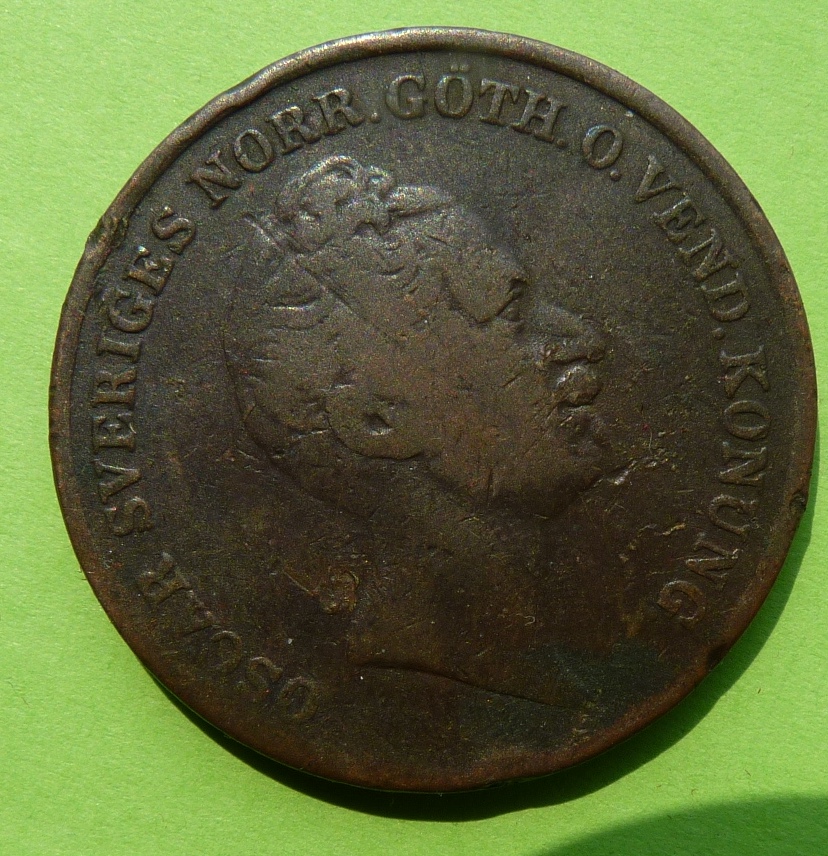 OSCAR SVERIGES NORR. GÖTH. O. VEND. KONUNG